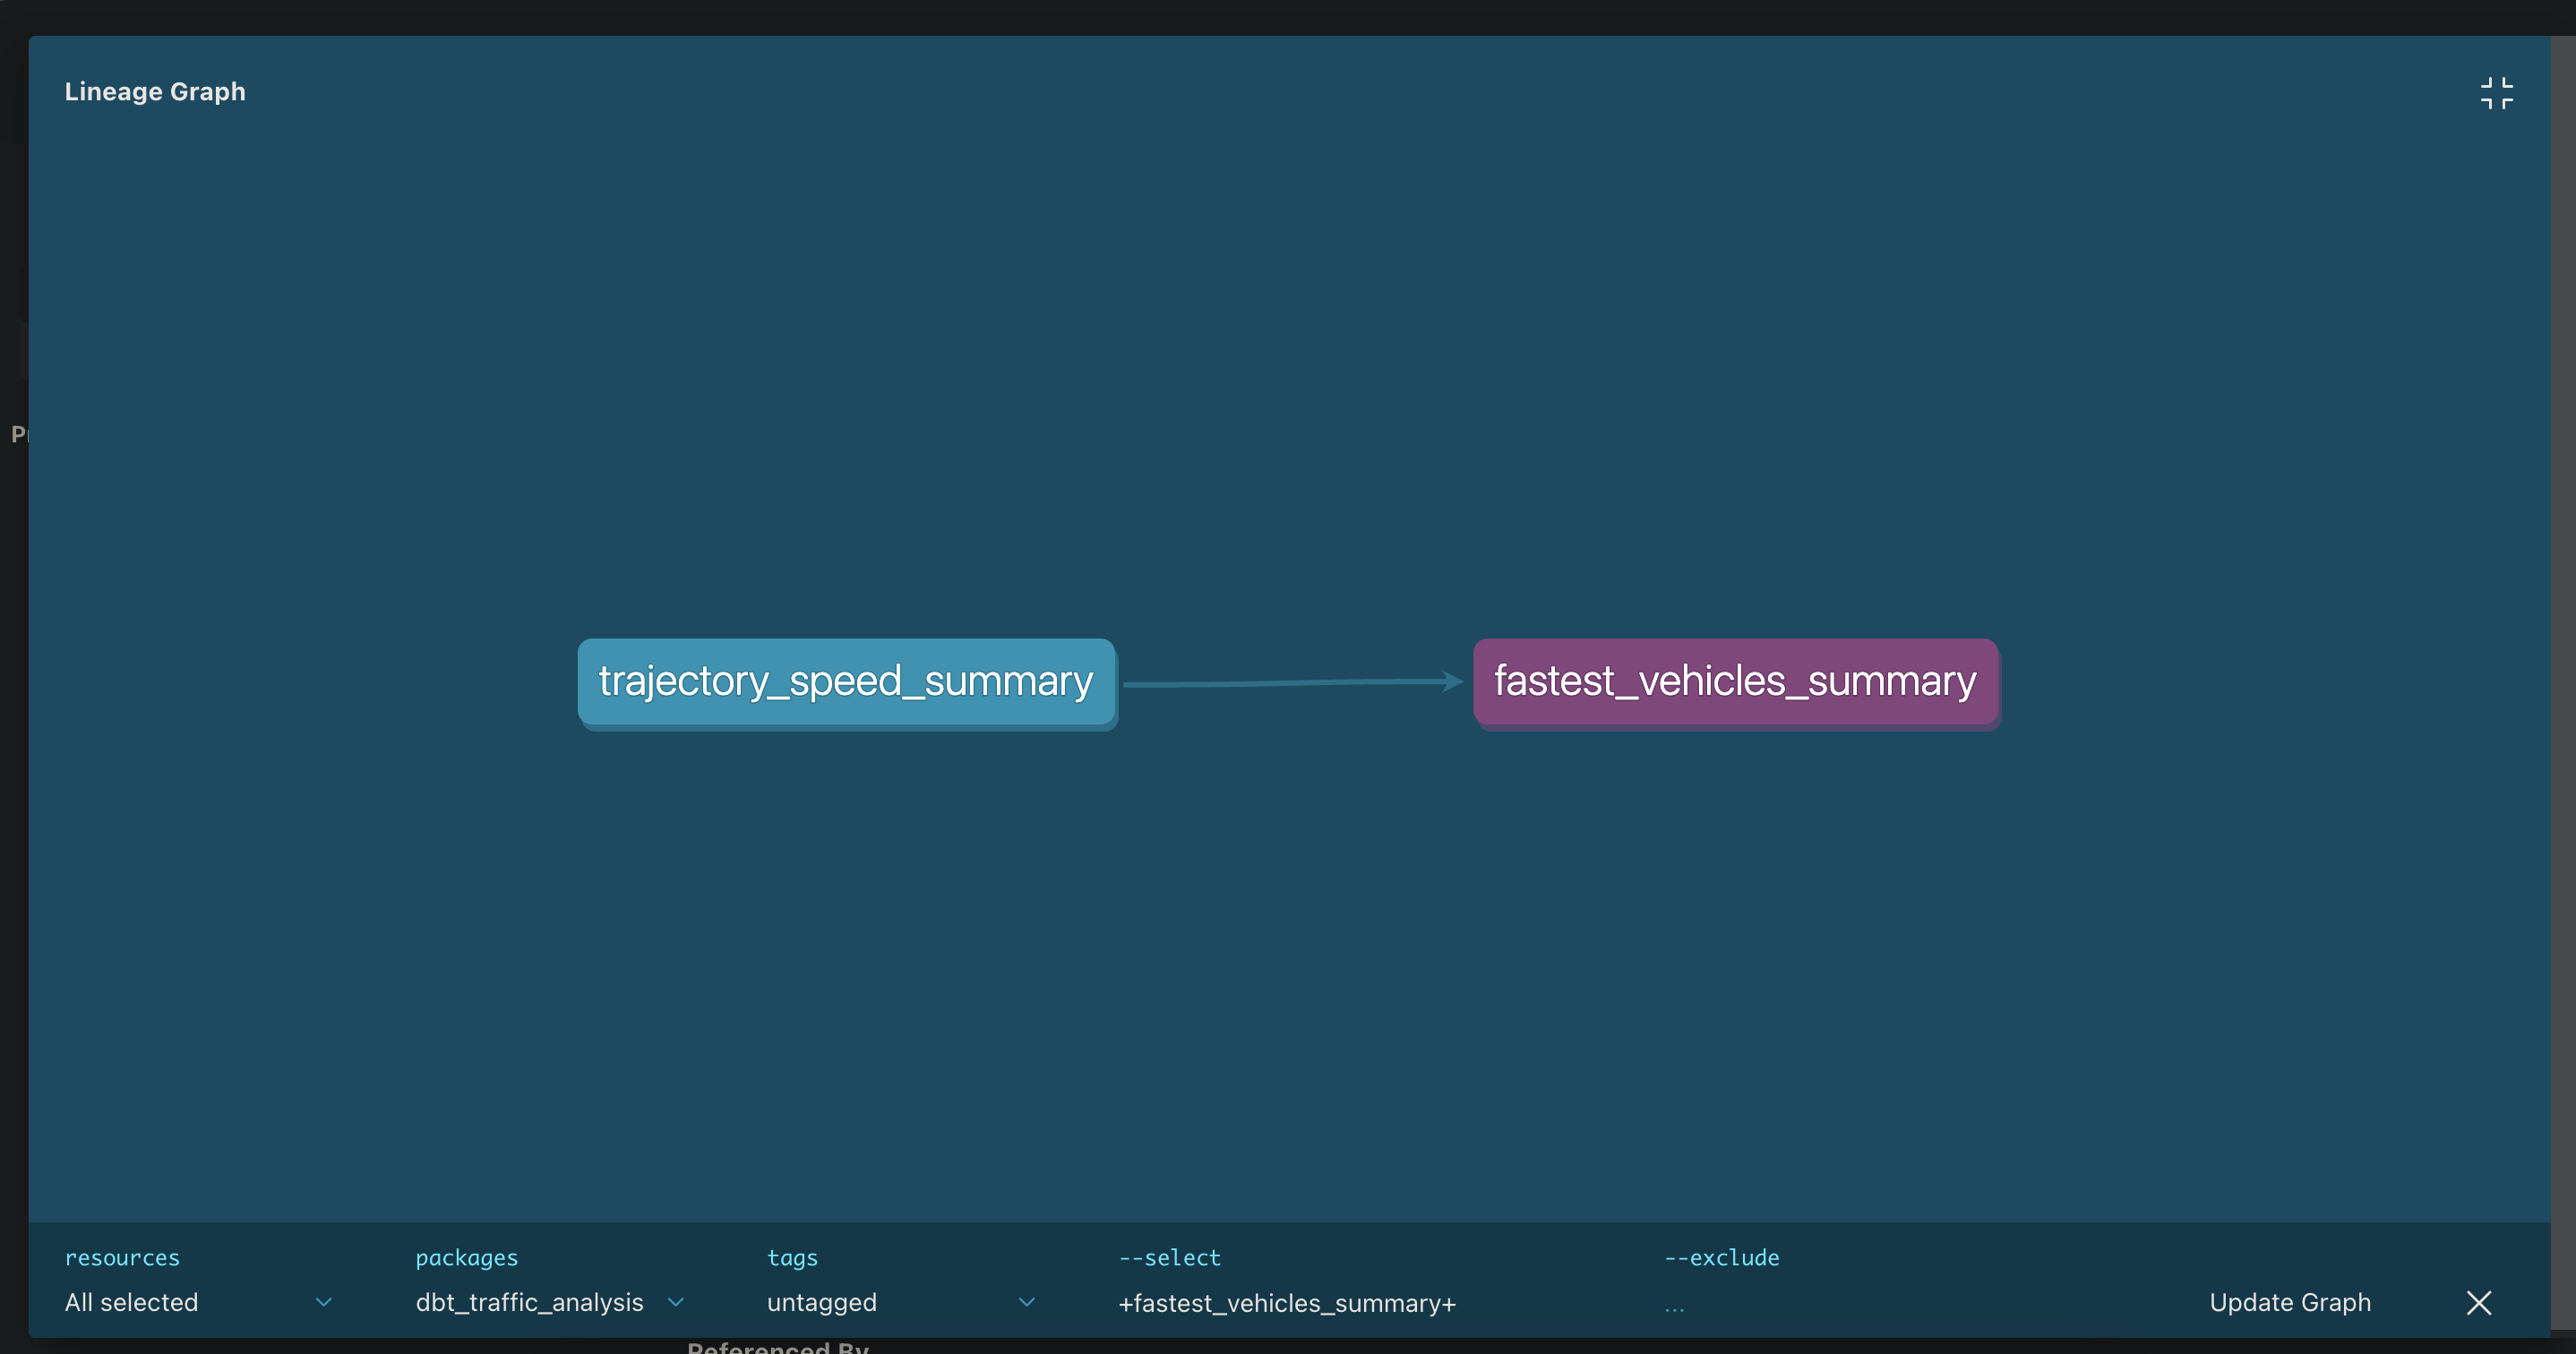 Lineage Graph
Pr
trajectory_speed_summary
fastest_vehicles_summary
resources
packages
tags
--select
--exclude
All selected
dbt_traffic_analysis
untagged
+fastest_vehicles_summary+
...
Update Graph
Referenced By